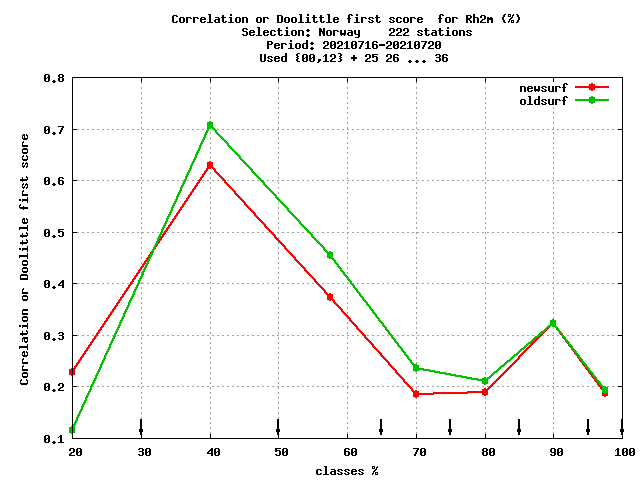 Correlation or Doolittle first score  for Rh2m (%)
Selection: Norway    222 stations
Period: 20210716-20210720
Used {00,12} + 25 26 ... 36
newsurf
oldsurf
Correlation or Doolittle first score
0.8
0.7
0.6
0.5
0.4
0.3
0.2
0.1
20 30 40 50 60 70 80 90 100
classes %